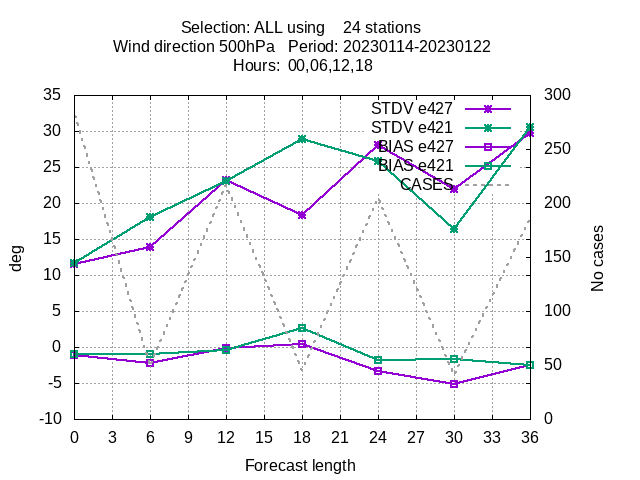 Selection: ALL using    24 stations
Wind direction 500hPa   Period: 20230114-20230122
Hours:  00,06,12,18
35
30
25
20
15
10
5
0
-5
-10
300
250
200
150
100
50
0
STDV e427
STDV e421
BIAS e427
BIAS e421
CASES
deg
No cases
0 3 6 9 12 15 18 21 24 27 30 33 36
Forecast length